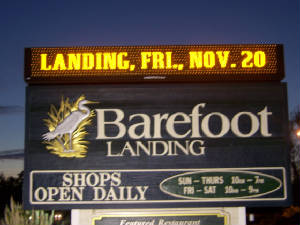 LANDING, FRI., NOV. 20
Barefoot
LANDING
SHOPS
OPEN DAILY
SUN - THURS 10AM - 7PM
FRI - SAT 10AM - 9PM
Featured Restaurant